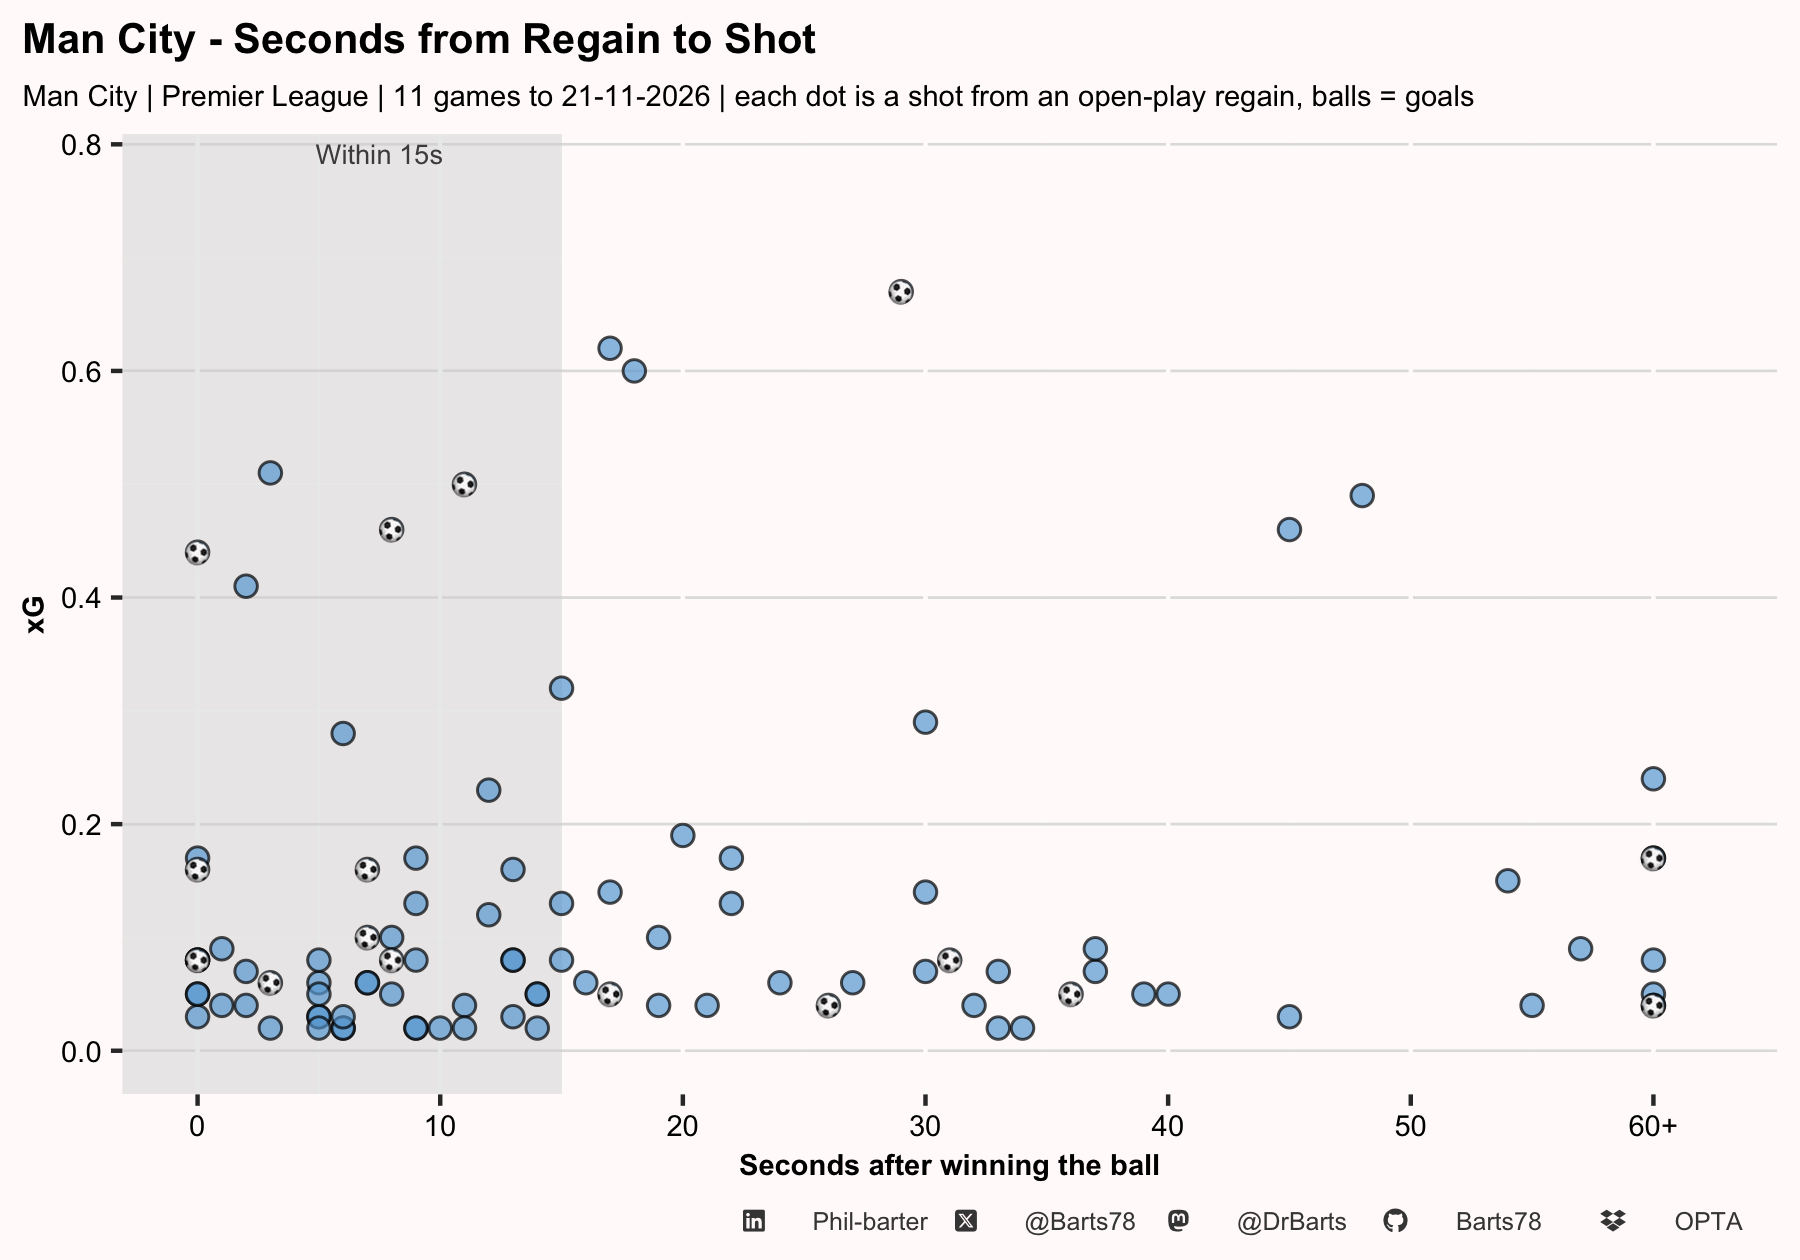 Man City - Seconds from Regain to Shot
Man City | Premier League | 11 games to 21-11-2026 | each dot is a shot from an open-play regain, balls = goals
0.8
Within 15s
0.6
0.4
xG
0.2
0.0
0 10 20 30 40 50 60+
Seconds after winning the ball
Phil-barter @Barts78 @DrBarts Barts78 OPTA